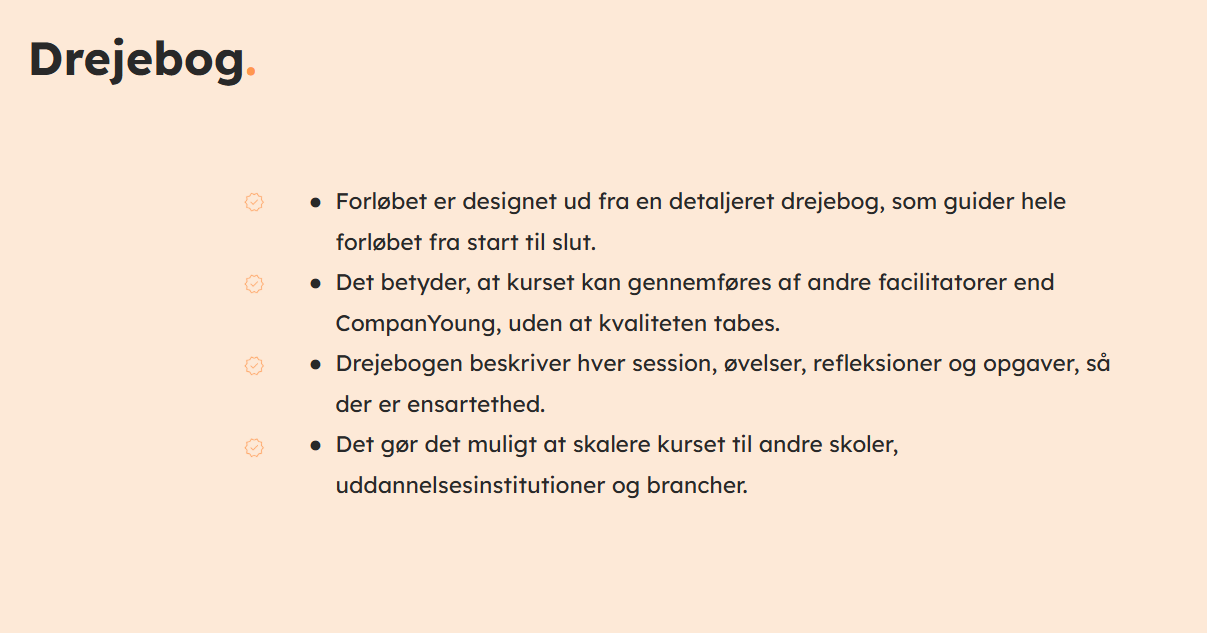 Drejebog.
● Forløbet er designet ud fra en detaljeret drejebog, som guider hele
forløbet fra start til slut.
● Det betyder, at kurset kan gennemføres af andre facilitatorer end
CompanYoung, uden at kvaliteten tabes.
● Drejebogen beskriver hver session, øvelser, refleksioner og opgaver, så
der er ensartethed.
● Det gør det muligt at skalere kurset til andre skoler,
uddannelsesinstitutioner og brancher.